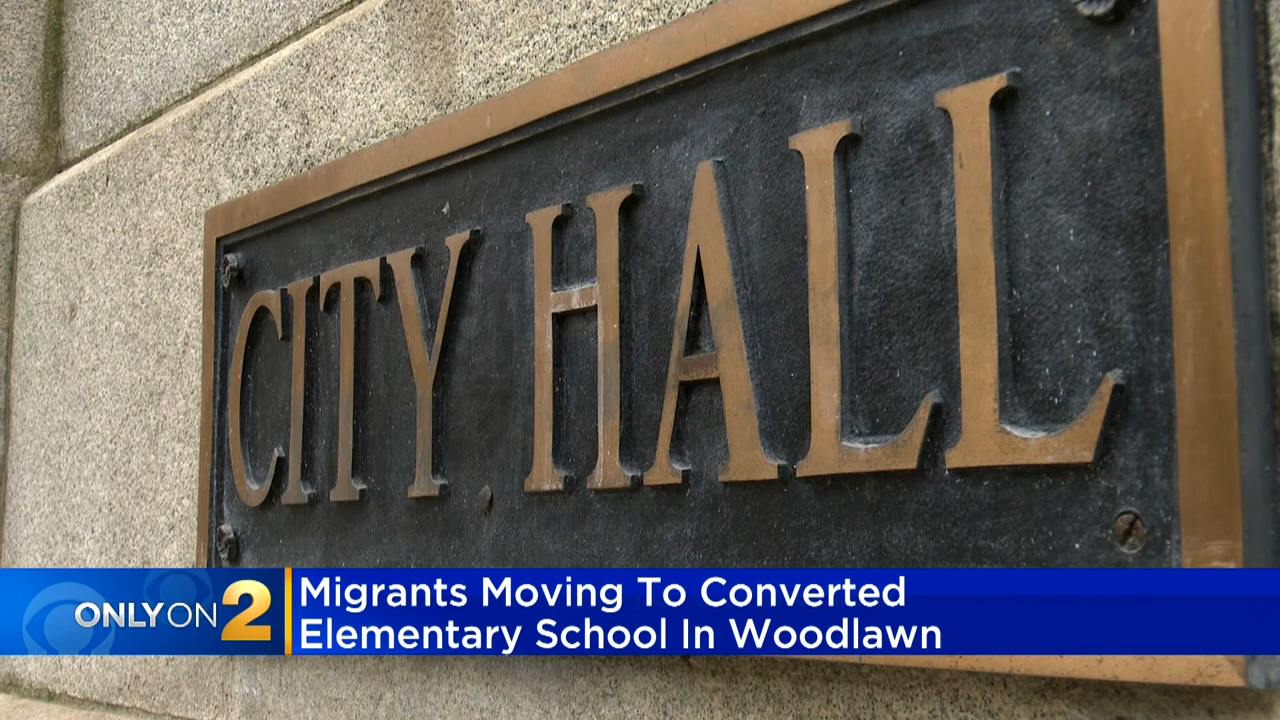 CITY HALL
ONLY ON 2
Migrants Moving To Converted
Elementary School In Woodlawn